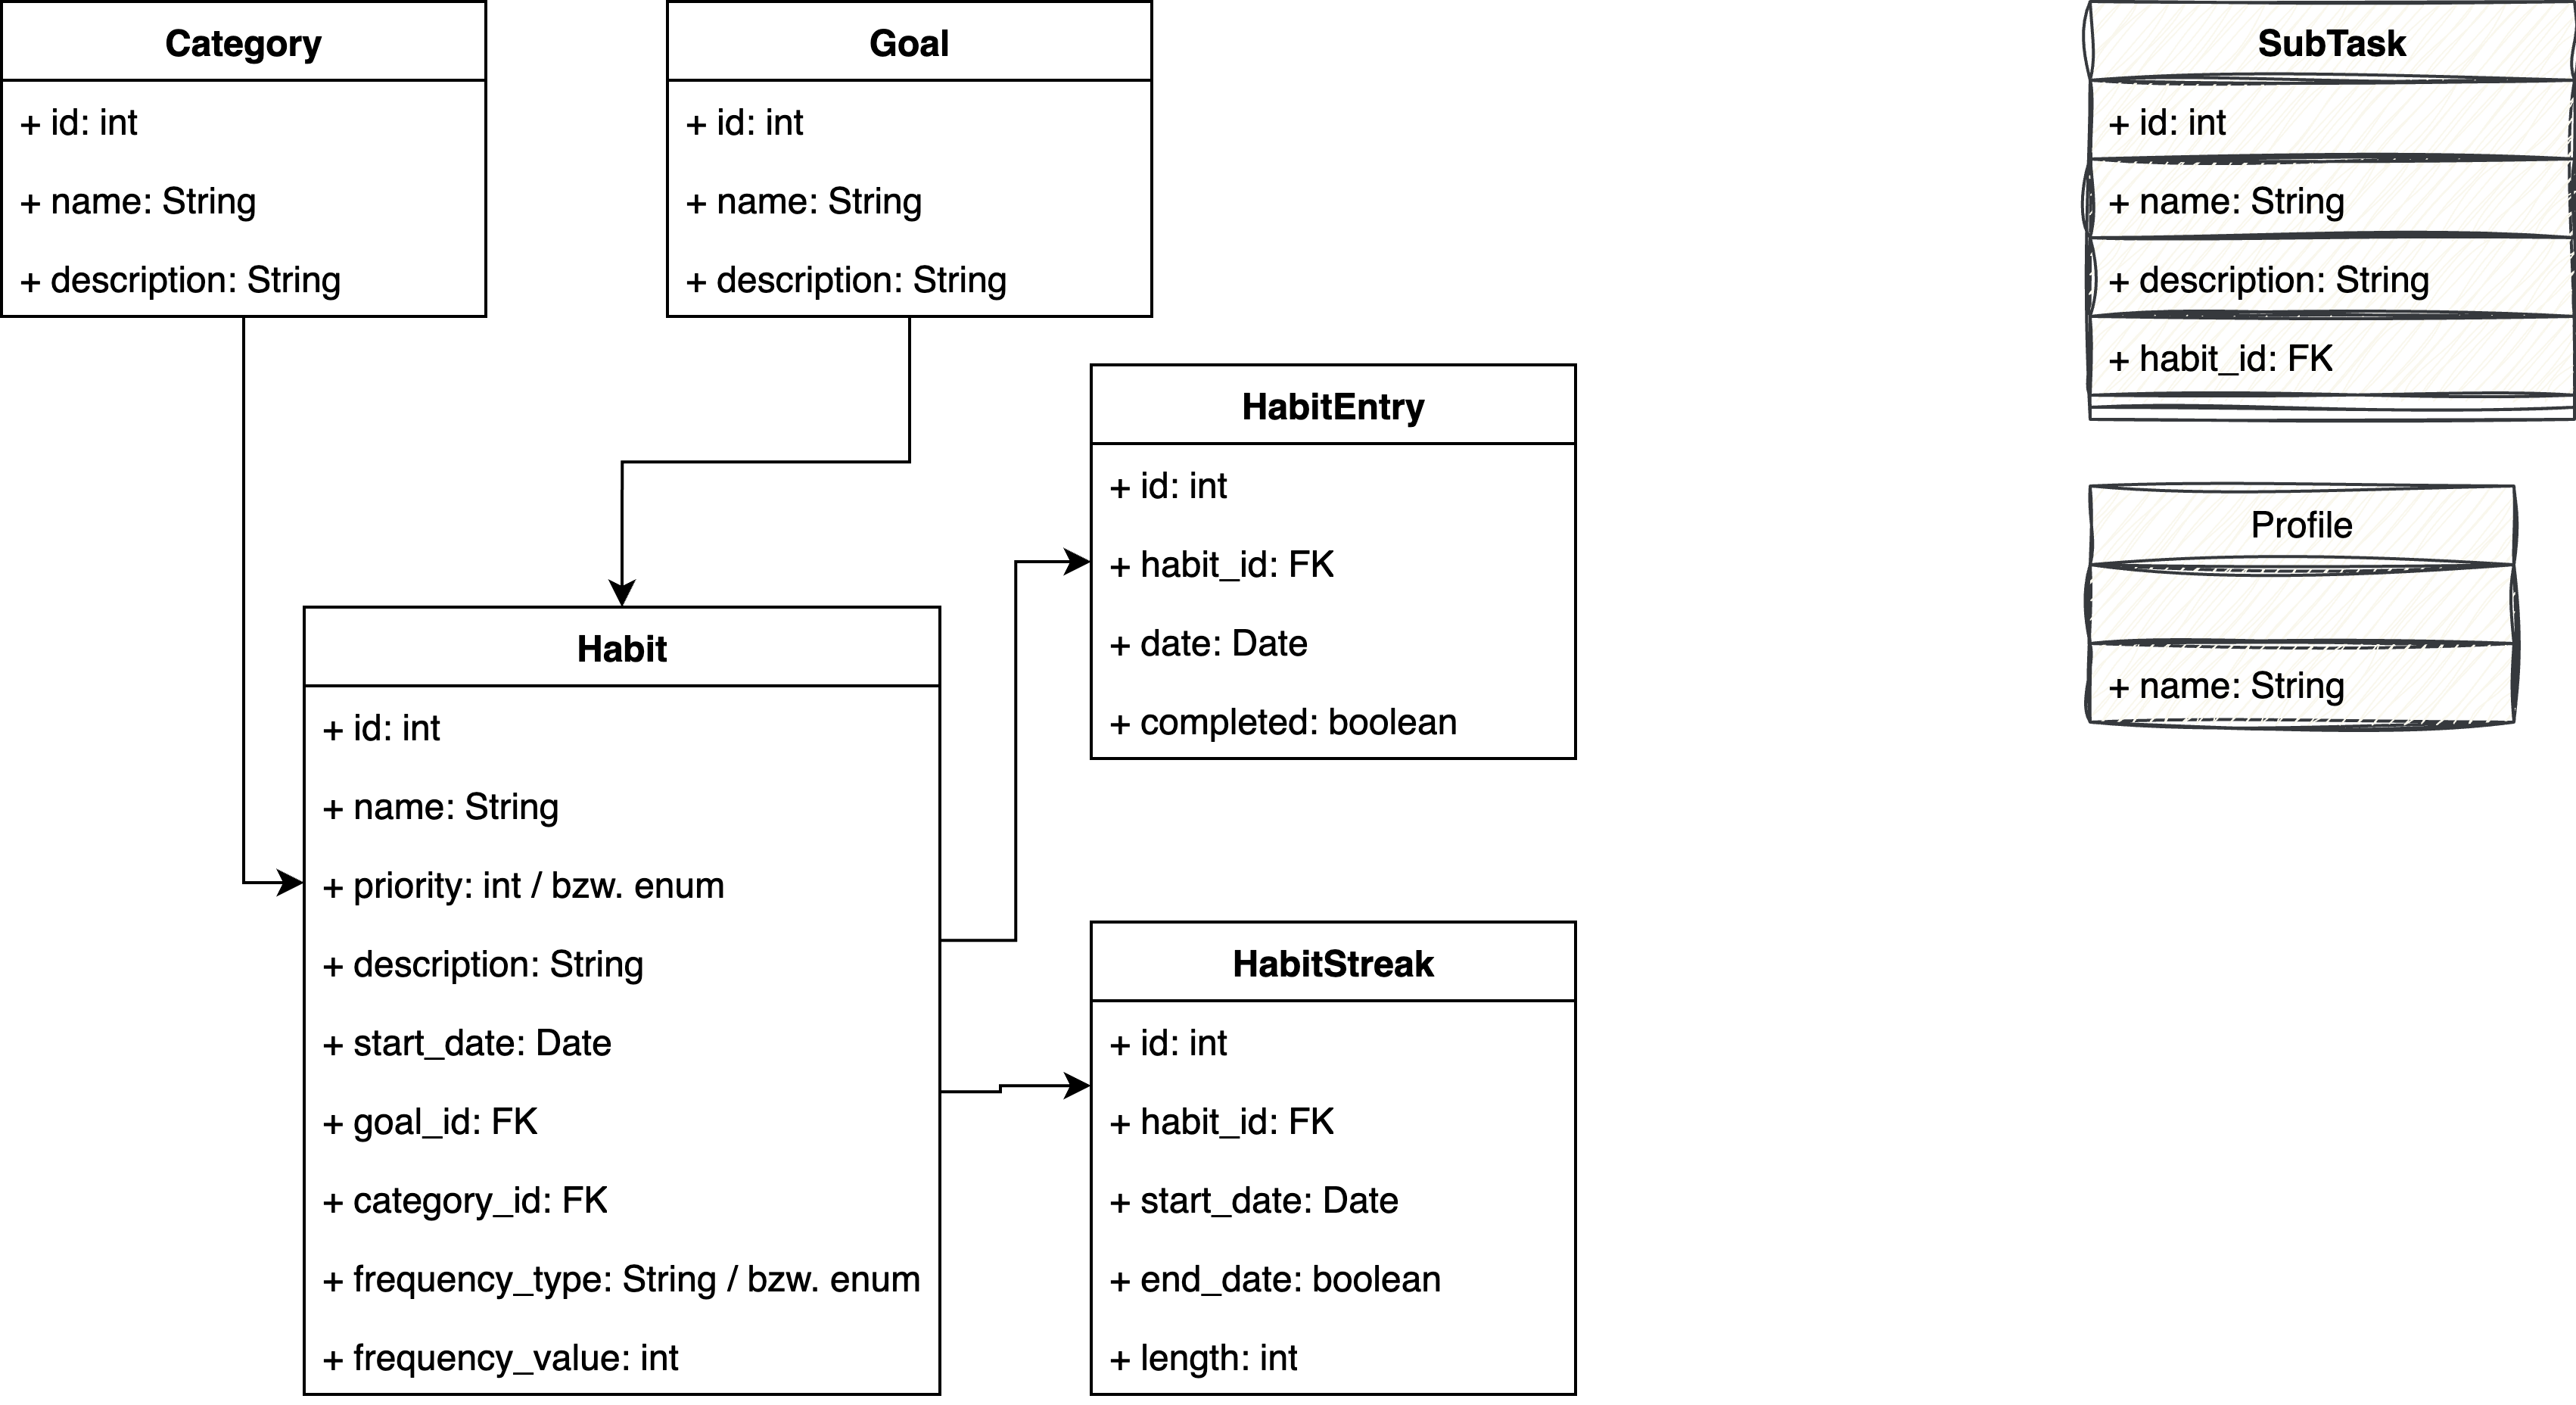 Category
+ id: int
+ name: String
+ description: String
Goal
+ id: int
+ name: String
+ description: String
SubTask
+ id: int
+ name: String
+ description: String
+ habit_id: FK
HabitEntry
+ id: int
+ habit_id: FK
+ date: Date
+ completed: boolean
Profile
+ name: String
Habit
+ id: int
+ name: String
+ priority: int / bzw. enum
+ description: String
+ start_date: Date
+ goal_id: FK
+ category_id: FK
+ frequency_type: String / bzw. enum
+ frequency_value: int
HabitStreak
+ id: int
+ habit_id: FK
+ start_date: Date
+ end_date: boolean
+ length: int